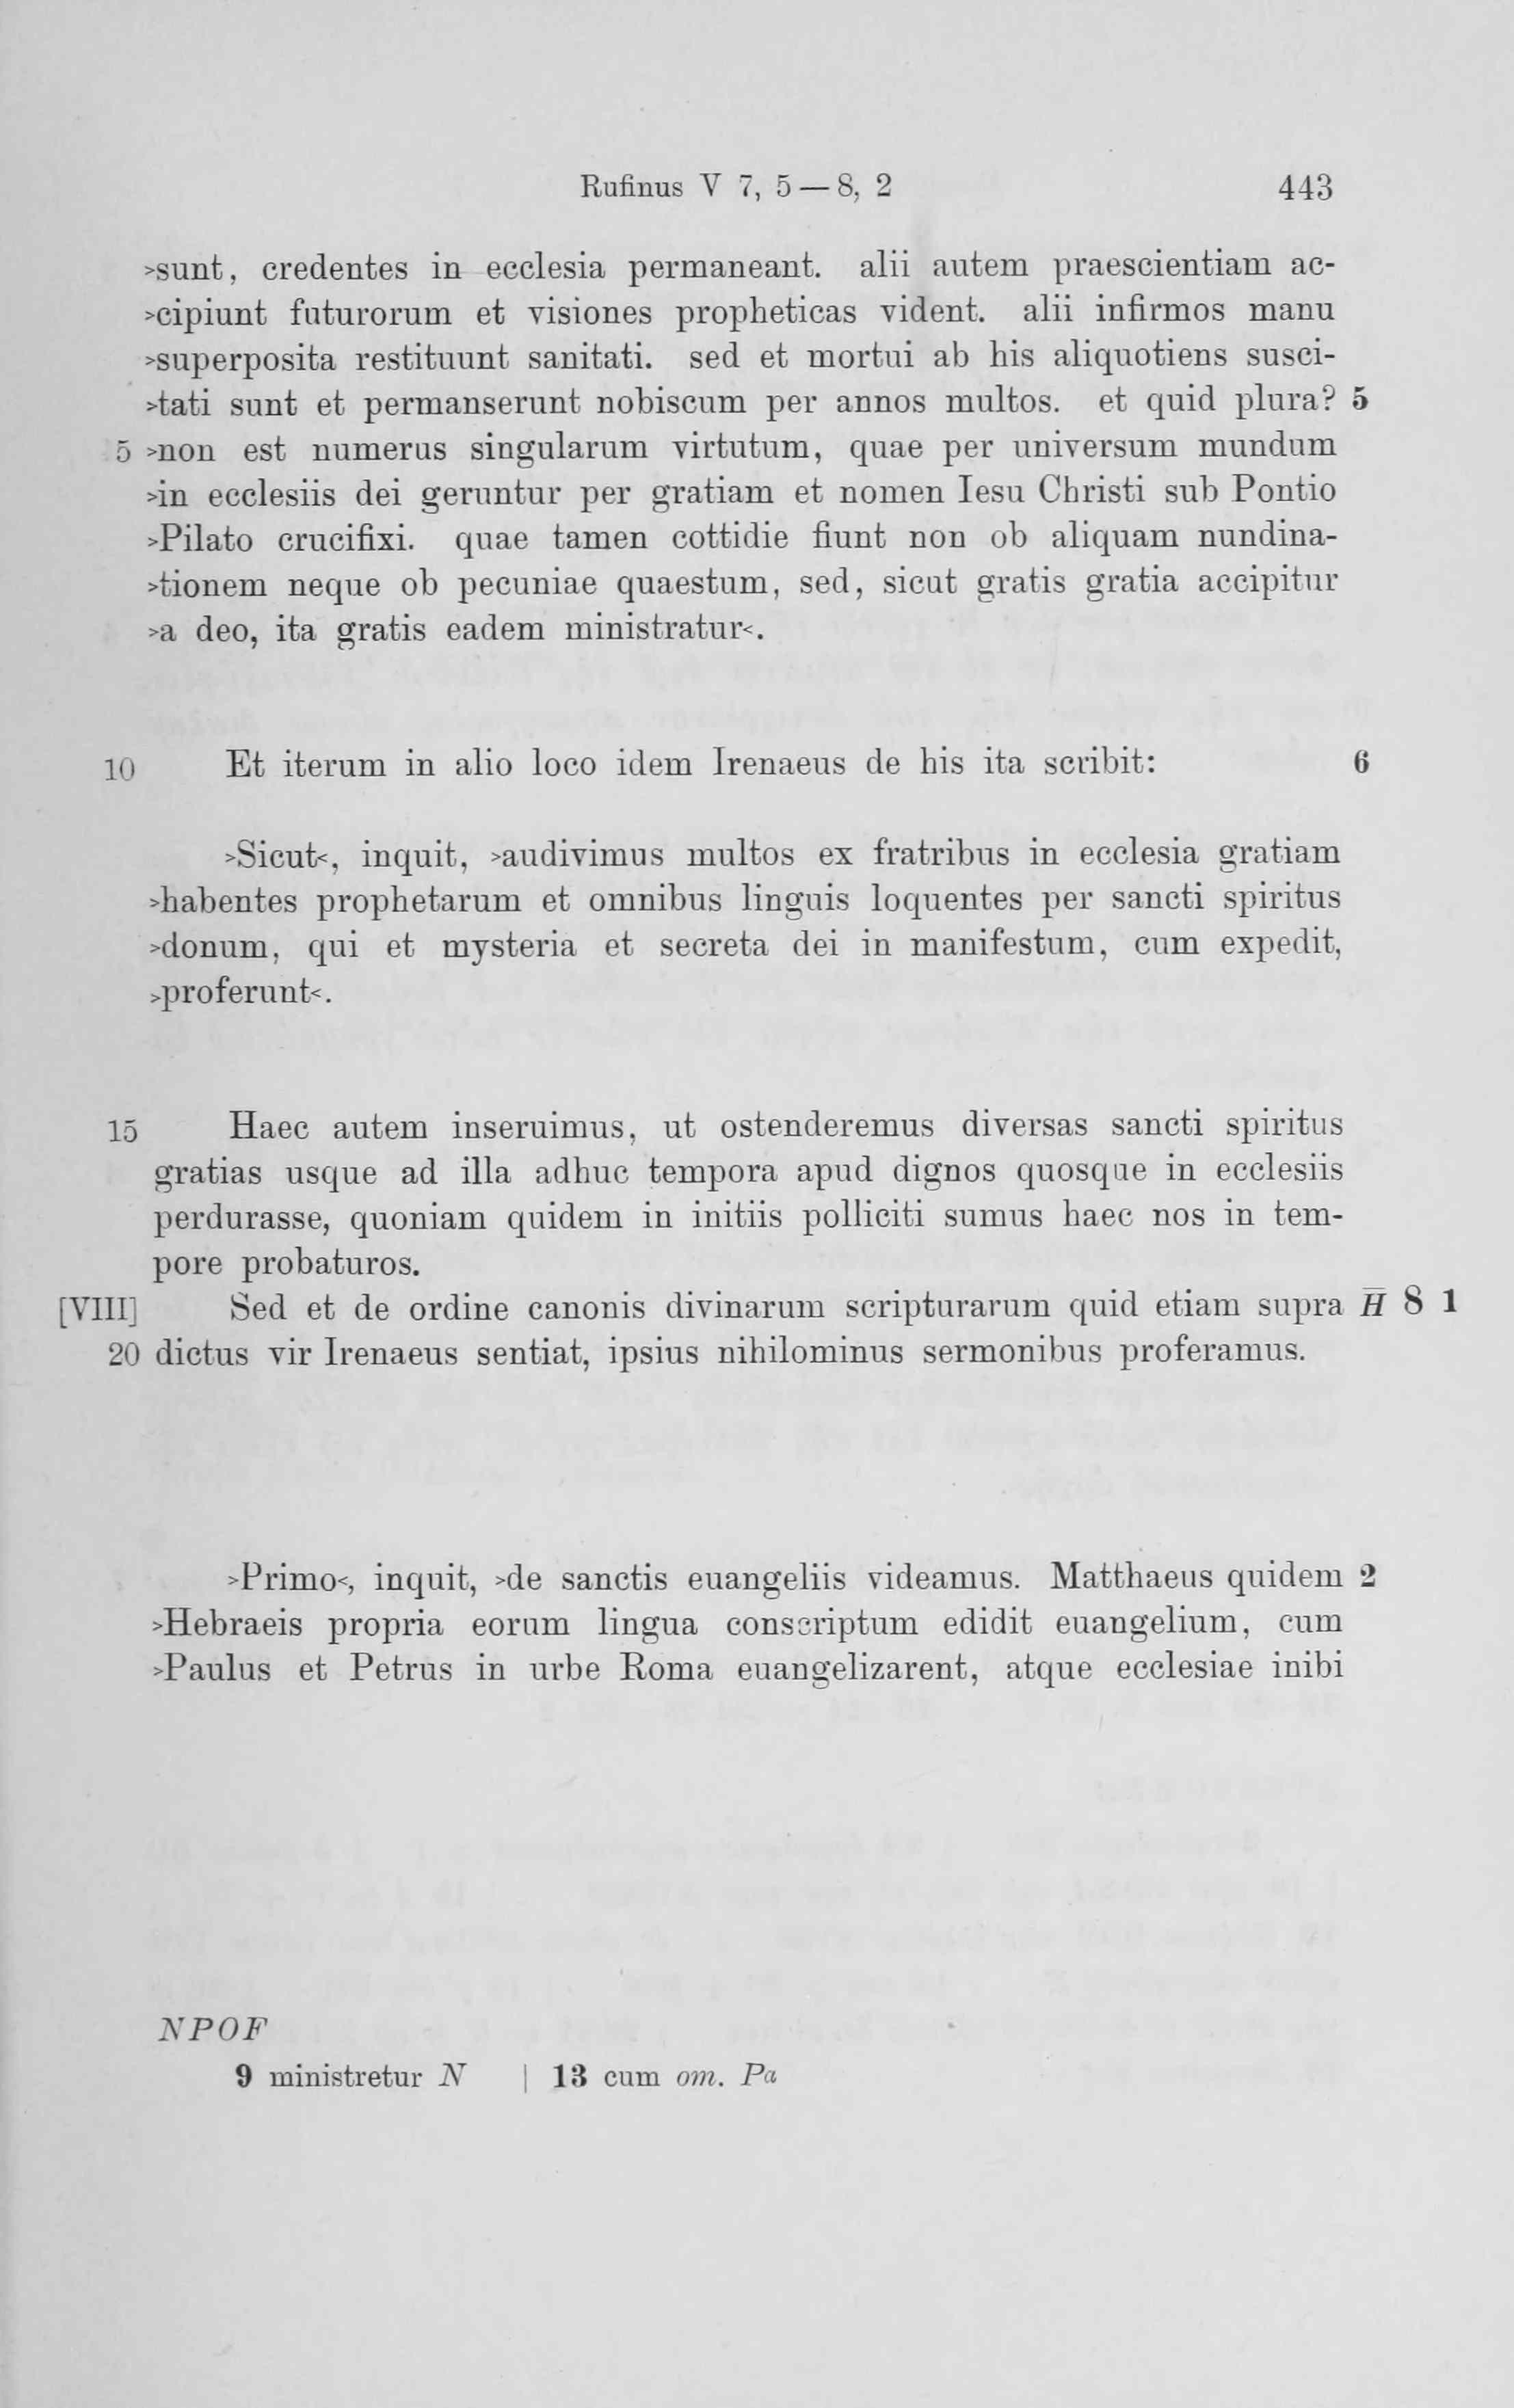 Rufinus V 7, 5 — 8, 2 443
>sunt, credentes in ecclesia permaneant. alii autem praescientiam ac-
>cipiunt futurorum et visiones propheticas vident. alii infirmos manu
>superposita restituunt sanitati. sed et mortui ab his aliquotiens susci-
>tati sunt et permanserunt nobiscum per annos multos. et quid plura? 5
5 >non est numerus singularum virtutum, quae per universum mundum
>in ecclesiis dei geruntur per gratiam et nomen Iesu Christi sub Pontio
>Pilato crucifixi. quae tamen cottidie fiunt non ob aliquam nundina-
>tionem neque ob pecuniae quaestum, sed, sicut gratis gratia accipitur
>a deo, ita gratis eadem ministratur<.
10 Et iterum in alio loco idem Irenaeus de his ita scribit: 6
>Sicut<, inquit, >audivimus multos ex fratribus in ecclesia gratiam
>habentes prophetarum et omnibus linguis loquentes per sancti spiritus
>donum, qui et mysteria et secreta dei in manifestum, cum expedit,
>proferunt<.
15 Haec autem inseruimus, ut ostenderemus diversas sancti spiritus
gratias usque ad illa adhuc tempora apud dignos quosque in ecclesiis
perdurasse, quoniam quidem in initiis polliciti sumus haec nos in tem-
pore probaturos.
[VIII] Sed et de ordine canonis divinarum scripturarum quid etiam supra H̅ 8 1
20 dictus vir Irenaeus sentiat, ipsius nihilominus sermonibus proferamus.
>Primo<, inquit, >de sanctis euangeliis videamus. Matthaeus quidem 2
>Hebraeis propria eorum lingua conscriptum edidit euangelium, cum
>Paulus et Petrus in urbe Roma euangelizarent, atque ecclesiae inibi
NPOF
9 ministretur N | 13 cum om. Pa